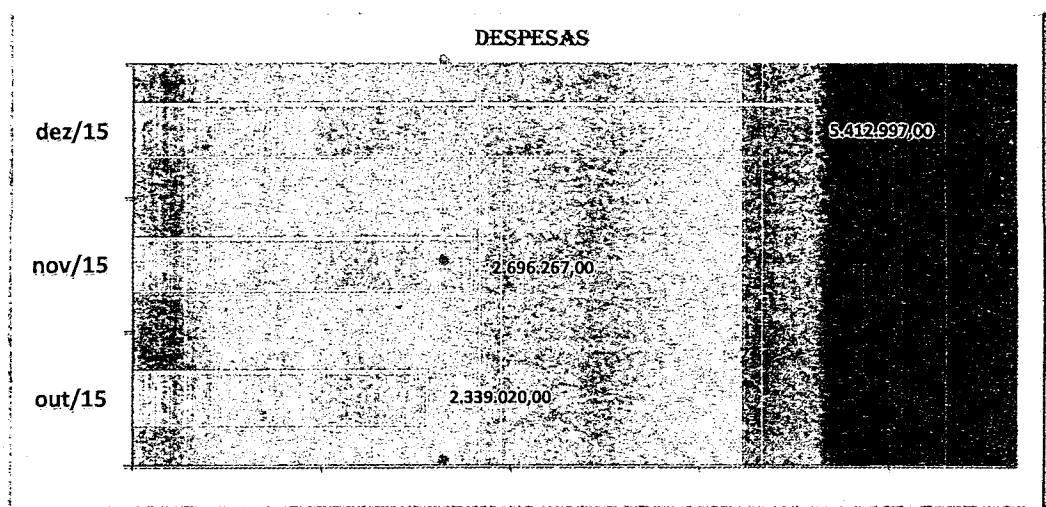 DESPESAS
dez/15
5.412.997,00
nov/15
2.696.267,00
out/15
2.339.020,00